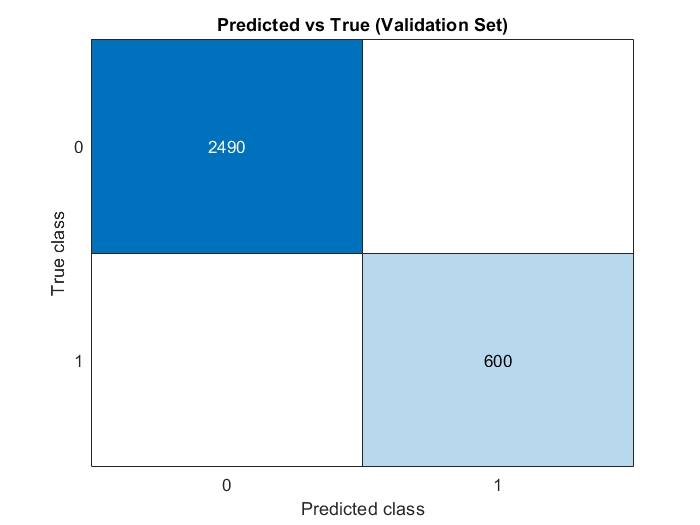 Predicted vs True (Validation Set)
0
2490
True class
1
600
0
1
Predicted class